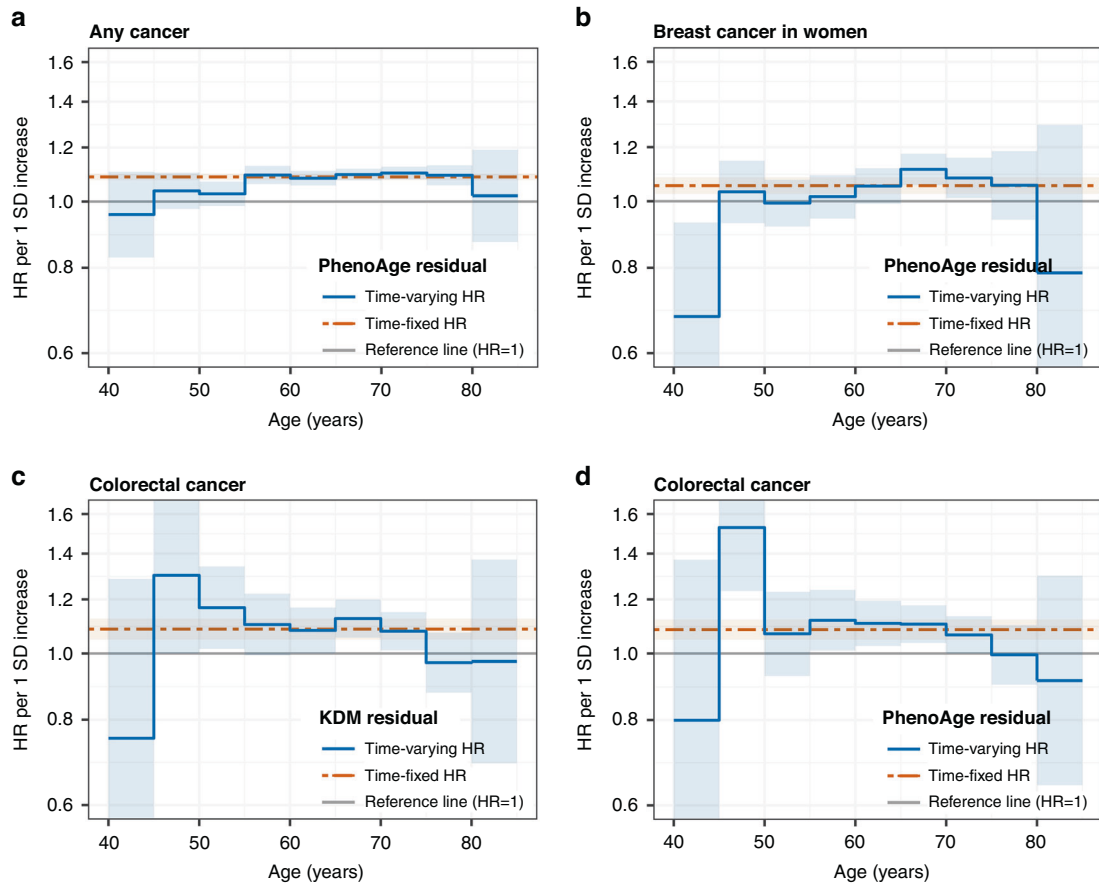 a
Any cancer
HR per 1 SD increase
1.6
1.4
1.2
1.0
0.8
0.6
PhenoAge residual
Time-varying HR
Time-fixed HR
Reference line (HR=1)
40 50 60 70 80
Age (years)
b
Breast cancer in women
HR per 1 SD increase
1.6
1.4
1.2
1.0
0.8
0.6
PhenoAge residual
Time-varying HR
Time-fixed HR
Reference line (HR=1)
40 50 60 70 80
Age (years)
c
Colorectal cancer
HR per 1 SD increase
1.6
1.4
1.2
1.0
0.8
0.6
KDM residual
Time-varying HR
Time-fixed HR
Reference line (HR=1)
40 50 60 70 80
Age (years)
d
Colorectal cancer
HR per 1 SD increase
1.6
1.4
1.2
1.0
0.8
0.6
PhenoAge residual
Time-varying HR
Time-fixed HR
Reference line (HR=1)
40 50 60 70 80
Age (years)